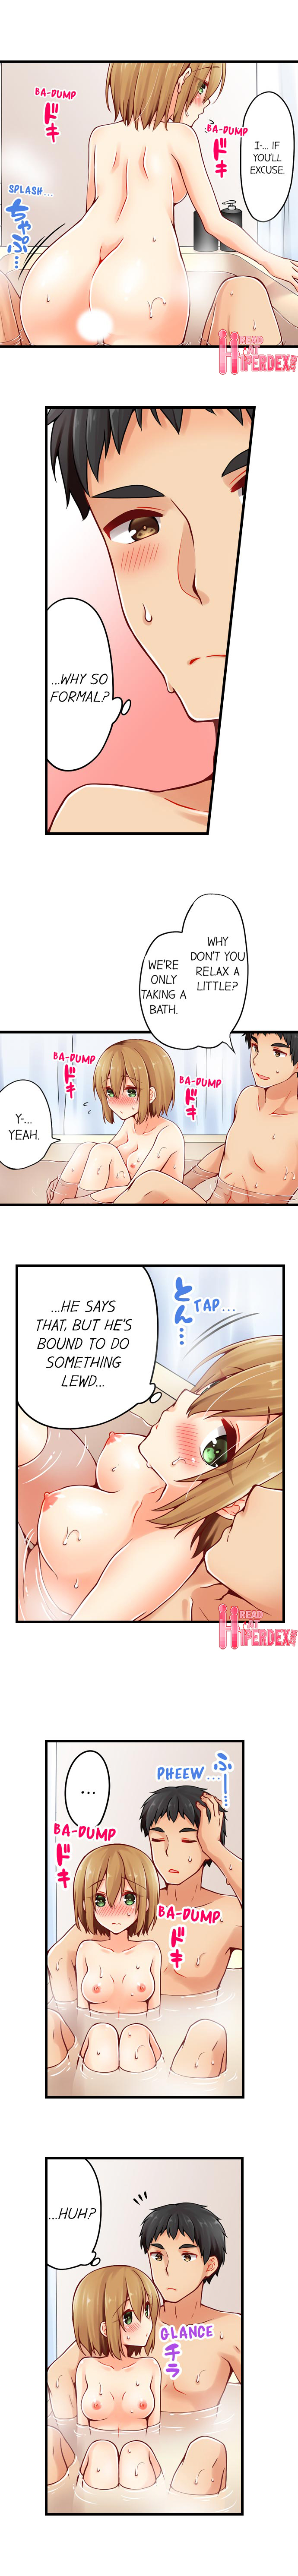 BA-DUMP
ドキ
BA-DUMP
ドキ
I-... IF
YOU'LL
EXCUSE.
SPLASH...
ちゃぷ…
READ
AT
HIPERDEX!!
...WHY SO
FORMAL?
WHY
DON'T YOU
RELAX A
LITTLE?
WE'RE
ONLY
TAKING A
BATH.
BA-DUMP
ドキ
BA-DUMP
ドキ
Y-...
YEAH.
...HE SAYS
THAT, BUT HE'S
BOUND TO DO
SOMETHING
LEWD...
とん…
TAP...
READ
AT
HIPERDEX!!
ふーー…
PHEEW...
...
BA-DUMP
ドキ
BA-DUMP
ドキ
...HUH?
GLANCE
チラ